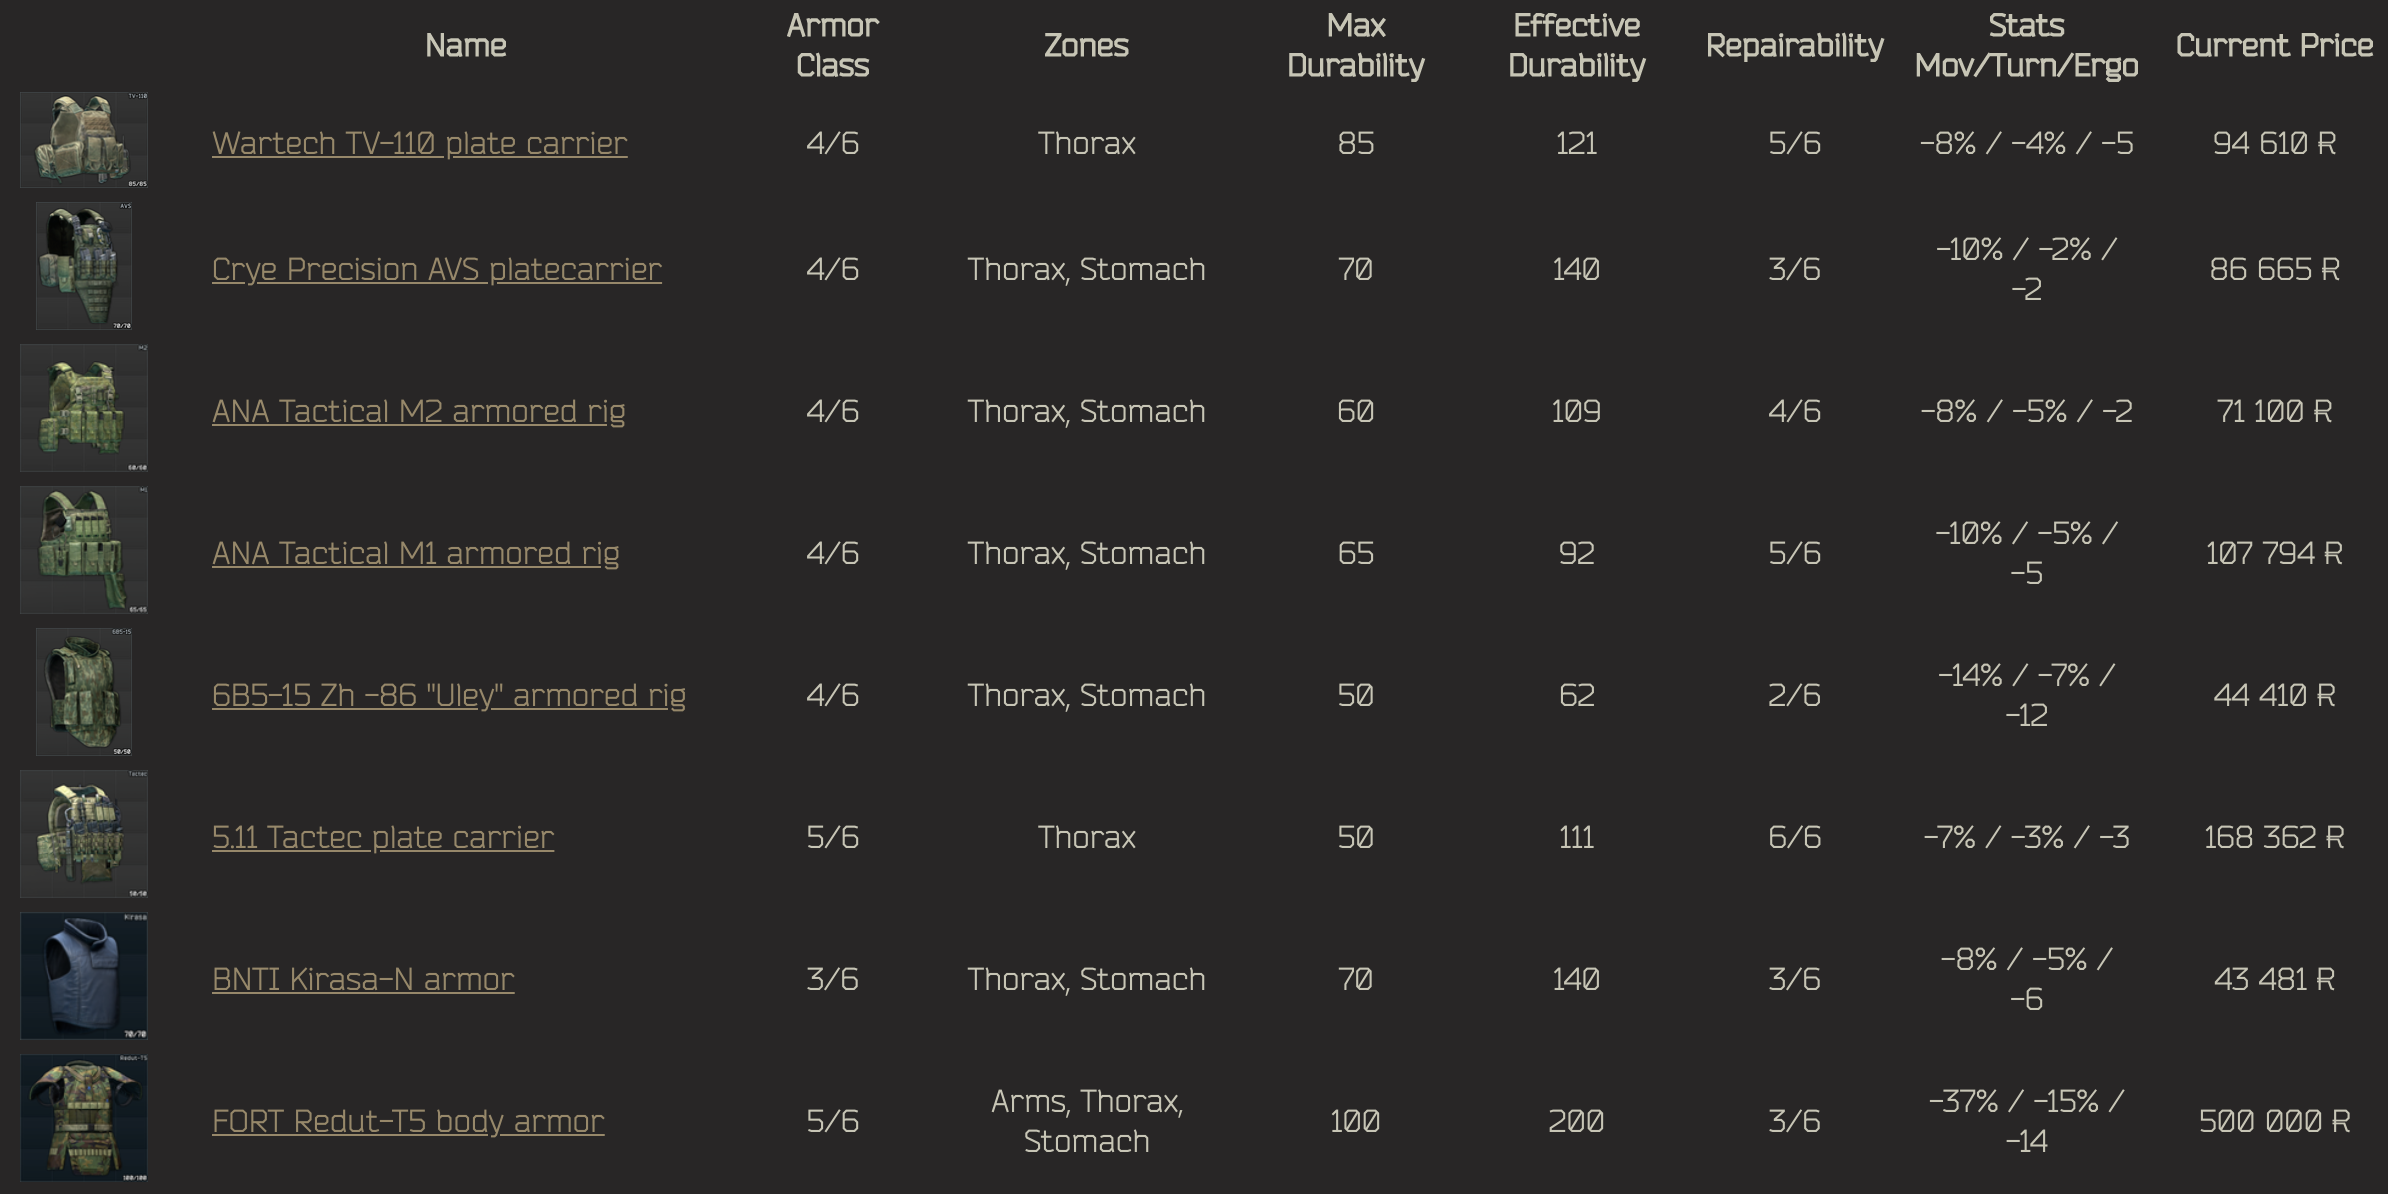 Name
Armor
Class
Zones
Max
Durability
Effective
Durability
Repairability
Stats
Mov/Turn/Ergo
Current Price
TV-110
85/85
Wartech TV-110 plate carrier
4/6
Thorax
85
121
5/6
-8% / -4% / -5
94 610 ₽
AVS
70/70
Crye Precision AVS platecarrier
4/6
Thorax, Stomach
70
140
3/6
-10% / -2% /
-2
86 665 ₽
M2
60/60
ANA Tactical M2 armored rig
4/6
Thorax, Stomach
60
109
4/6
-8% / -5% / -2
71 100 ₽
M1
65/65
ANA Tactical M1 armored rig
4/6
Thorax, Stomach
65
92
5/6
-10% / -5% /
-5
107 794 ₽
6B5-15
50/50
6B5-15 Zh -86 "Uley" armored rig
4/6
Thorax, Stomach
50
62
2/6
-14% / -7% /
-12
44 410 ₽
Tactec
50/50
5.11 Tactec plate carrier
5/6
Thorax
50
111
6/6
-7% / -3% / -3
168 362 ₽
Kirasa
70/70
BNTI Kirasa-N armor
3/6
Thorax, Stomach
70
140
3/6
-8% / -5% /
-6
43 481 ₽
Redut-T5
100/100
FORT Redut-T5 body armor
5/6
Arms, Thorax,
Stomach
100
200
3/6
-37% / -15% /
-14
500 000 ₽